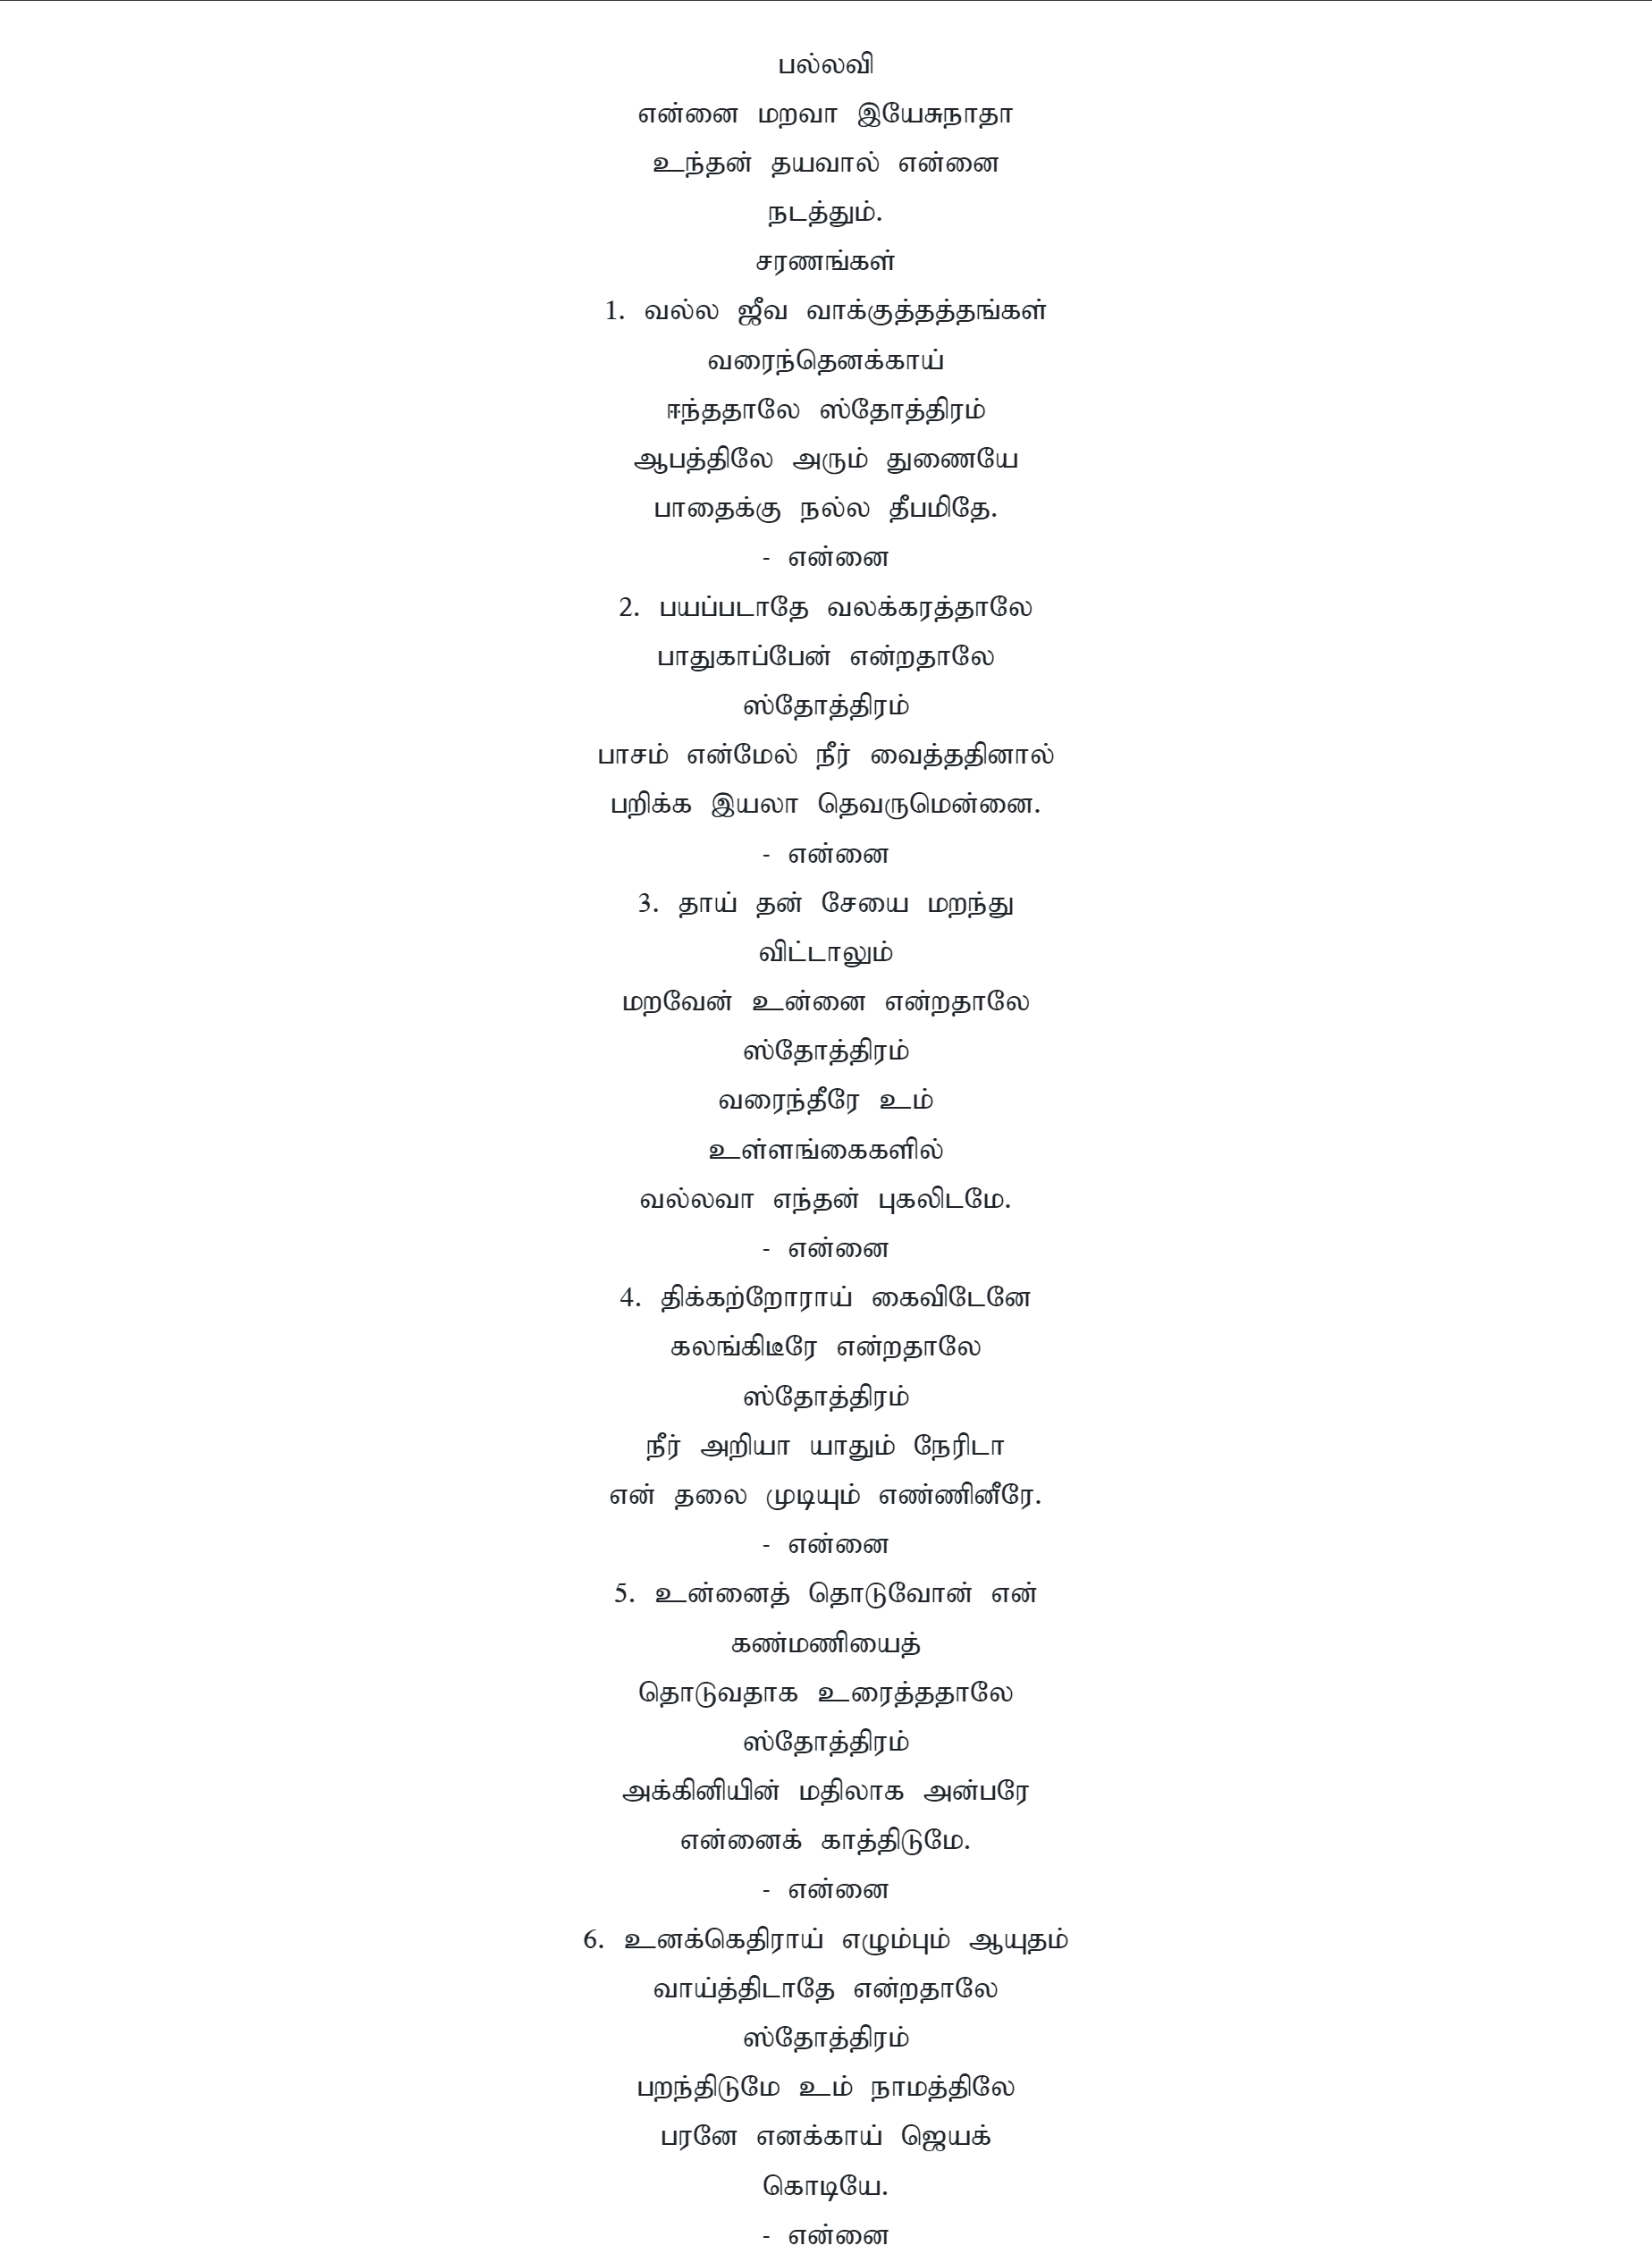 பல்லவி
என்னை மறவா இயேசுநாதா
உந்தன் தயவால் என்னை
நடத்தும்.
சரணங்கள்
1. வல்ல ஜீவ வாக்குத்தத்தங்கள்
வரைந்தெனக்காய்
ஈந்ததாலே ஸ்தோத்திரம்
ஆபத்திலே அரும் துணையே
பாதைக்கு நல்ல தீபமிதே.
- என்னை
2. பயப்படாதே வலக்கரத்தாலே
பாதுகாப்பேன் என்றதாலே
ஸ்தோத்திரம்
பாசம் என்மேல் நீர் வைத்ததினால்
பறிக்க இயலா தெவருமென்னை.
- என்னை
3. தாய் தன் சேயை மறந்து
விட்டாலும்
மறவேன் உன்னை என்றதாலே
ஸ்தோத்திரம்
வரைந்தீரே உம்
உள்ளங்கைகளில்
வல்லவா எந்தன் புகலிடமே.
- என்னை
4. திக்கற்றோராய் கைவிடேனே
கலங்கிடீரே என்றதாலே
ஸ்தோத்திரம்
நீர் அறியா யாதும் நேரிடா
என் தலை முடியும் எண்ணினீரே.
- என்னை
5. உன்னைத் தொடுவோன் என்
கண்மணியைத்
தொடுவதாக உரைத்ததாலே
ஸ்தோத்திரம்
அக்கினியின் மதிலாக அன்பரே
என்னைக் காத்திடுமே.
- என்னை
6. உனக்கெதிராய் எழும்பும் ஆயுதம்
வாய்த்திடாதே என்றதாலே
ஸ்தோத்திரம்
பறந்திடுமே உம் நாமத்திலே
பரனே எனக்காய் ஜெயக்
கொடியே.
- என்னை